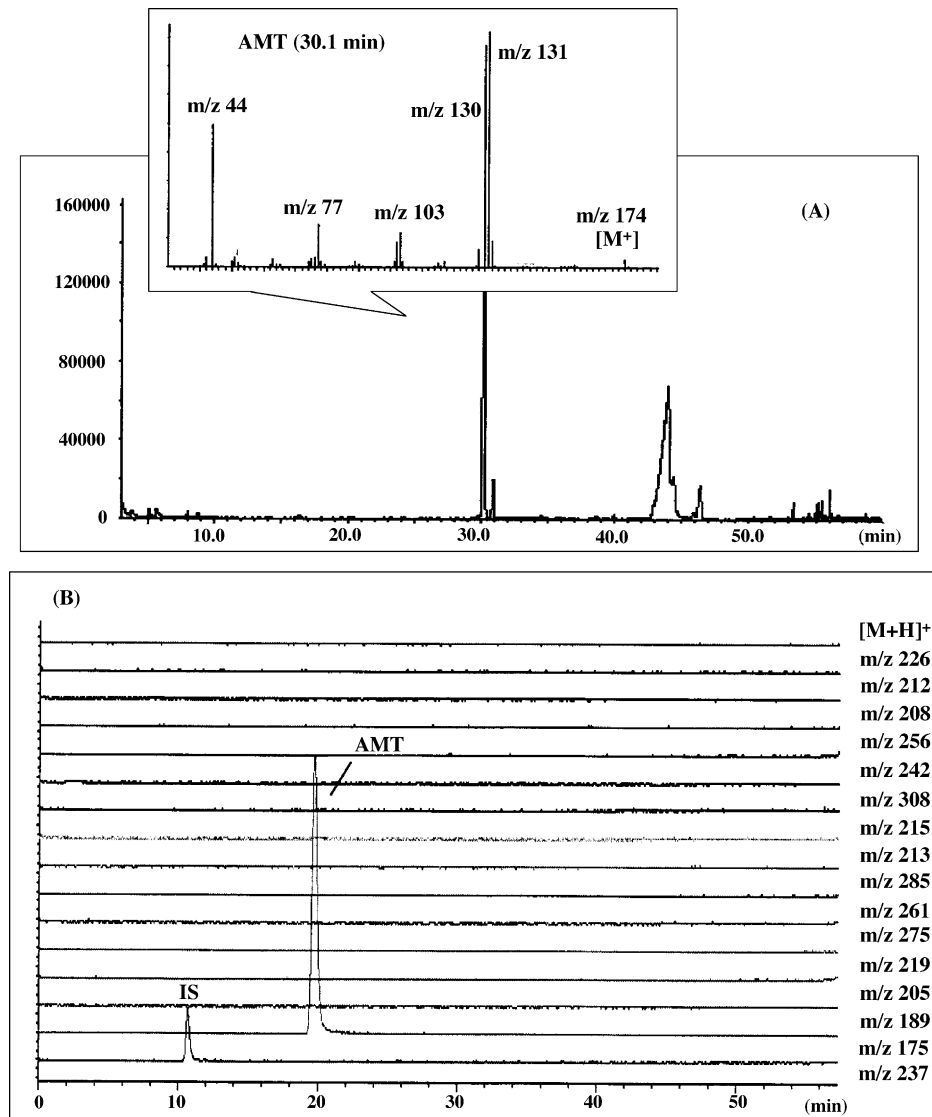 AMT (30.1 min)
m/z 131
m/z 44
m/z 130
m/z 77
m/z 103
m/z 174
[M+]
(A)
160000
120000
80000
40000
0
10.0
20.0
30.0
40.0
50.0
(min)
(B)
[M+H]+
m/z 226
m/z 212
m/z 208
m/z 256
AMT
m/z 242
m/z 308
m/z 215
m/z 213
m/z 285
m/z 261
m/z 275
m/z 219
IS
m/z 205
m/z 189
m/z 175
m/z 237
0
10
20
30
40
50
(min)